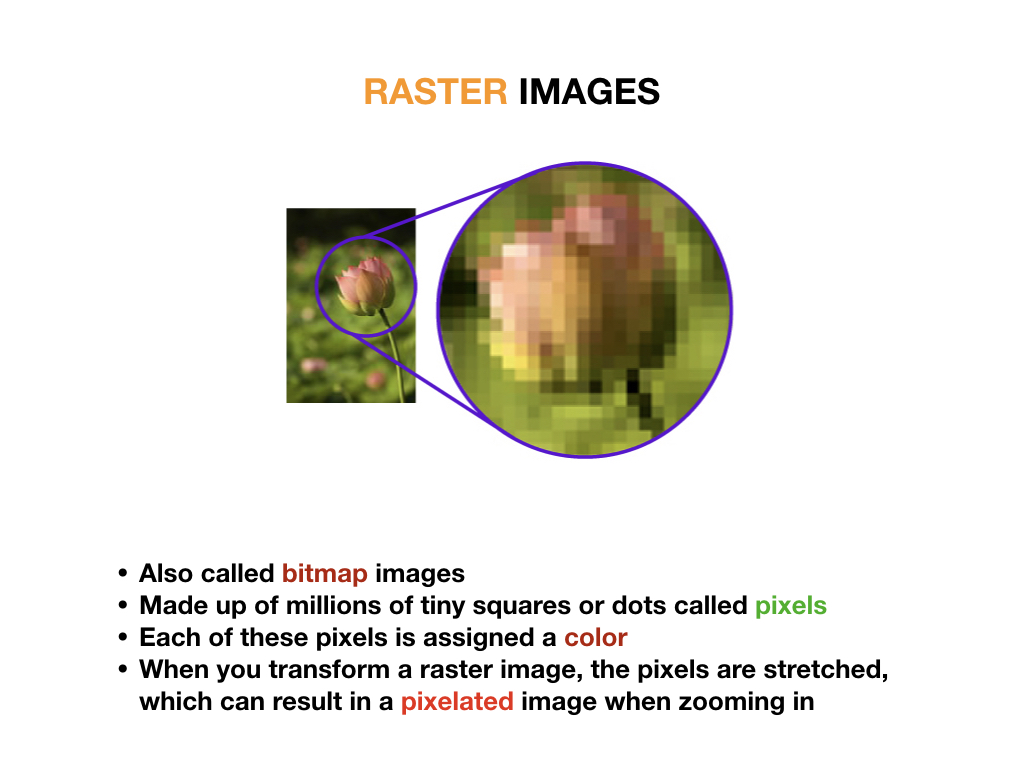 RASTER IMAGES
• Also called bitmap images
• Made up of millions of tiny squares or dots called pixels
• Each of these pixels is assigned a color
• When you transform a raster image, the pixels are stretched,
which can result in a pixelated image when zooming in